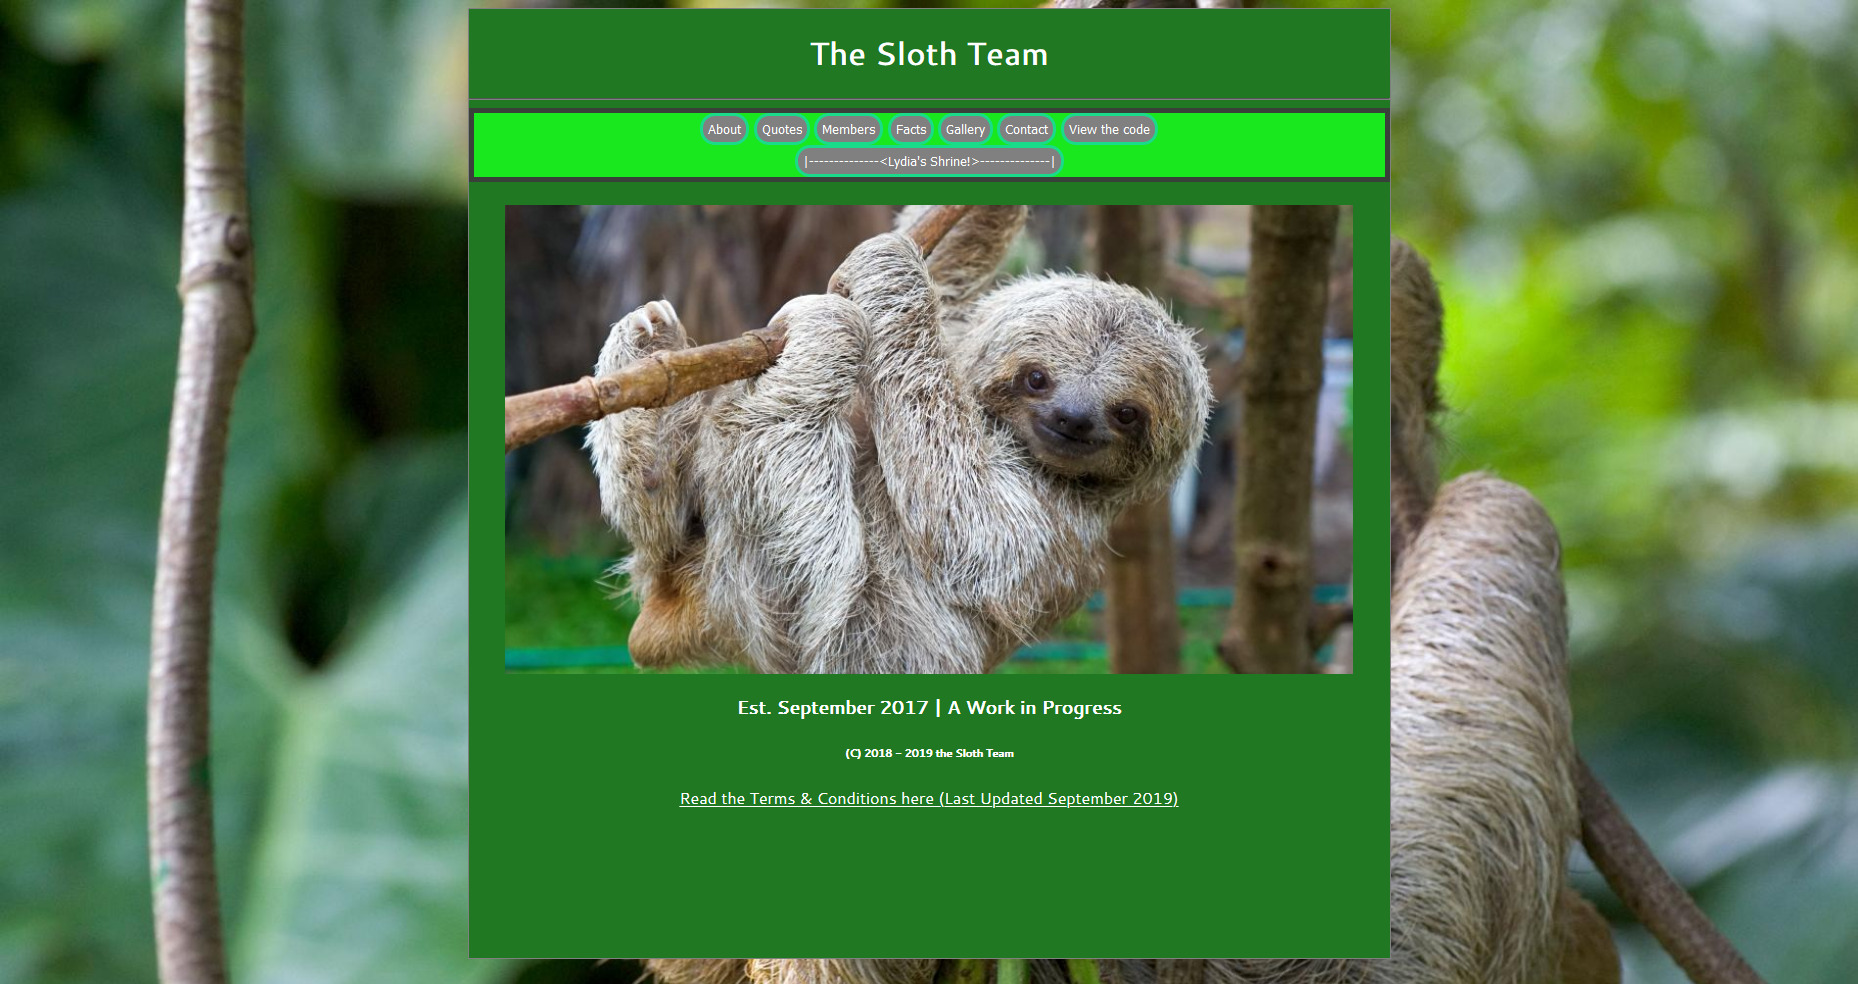 The Sloth Team
About Quotes Members Facts Gallery Contact View the code
|--------------<Lydia's Shrine!>--------------|
Est. September 2017 | A Work in Progress
(C) 2018 - 2019 the Sloth Team
Read the Terms & Conditions here (Last Updated September 2019)